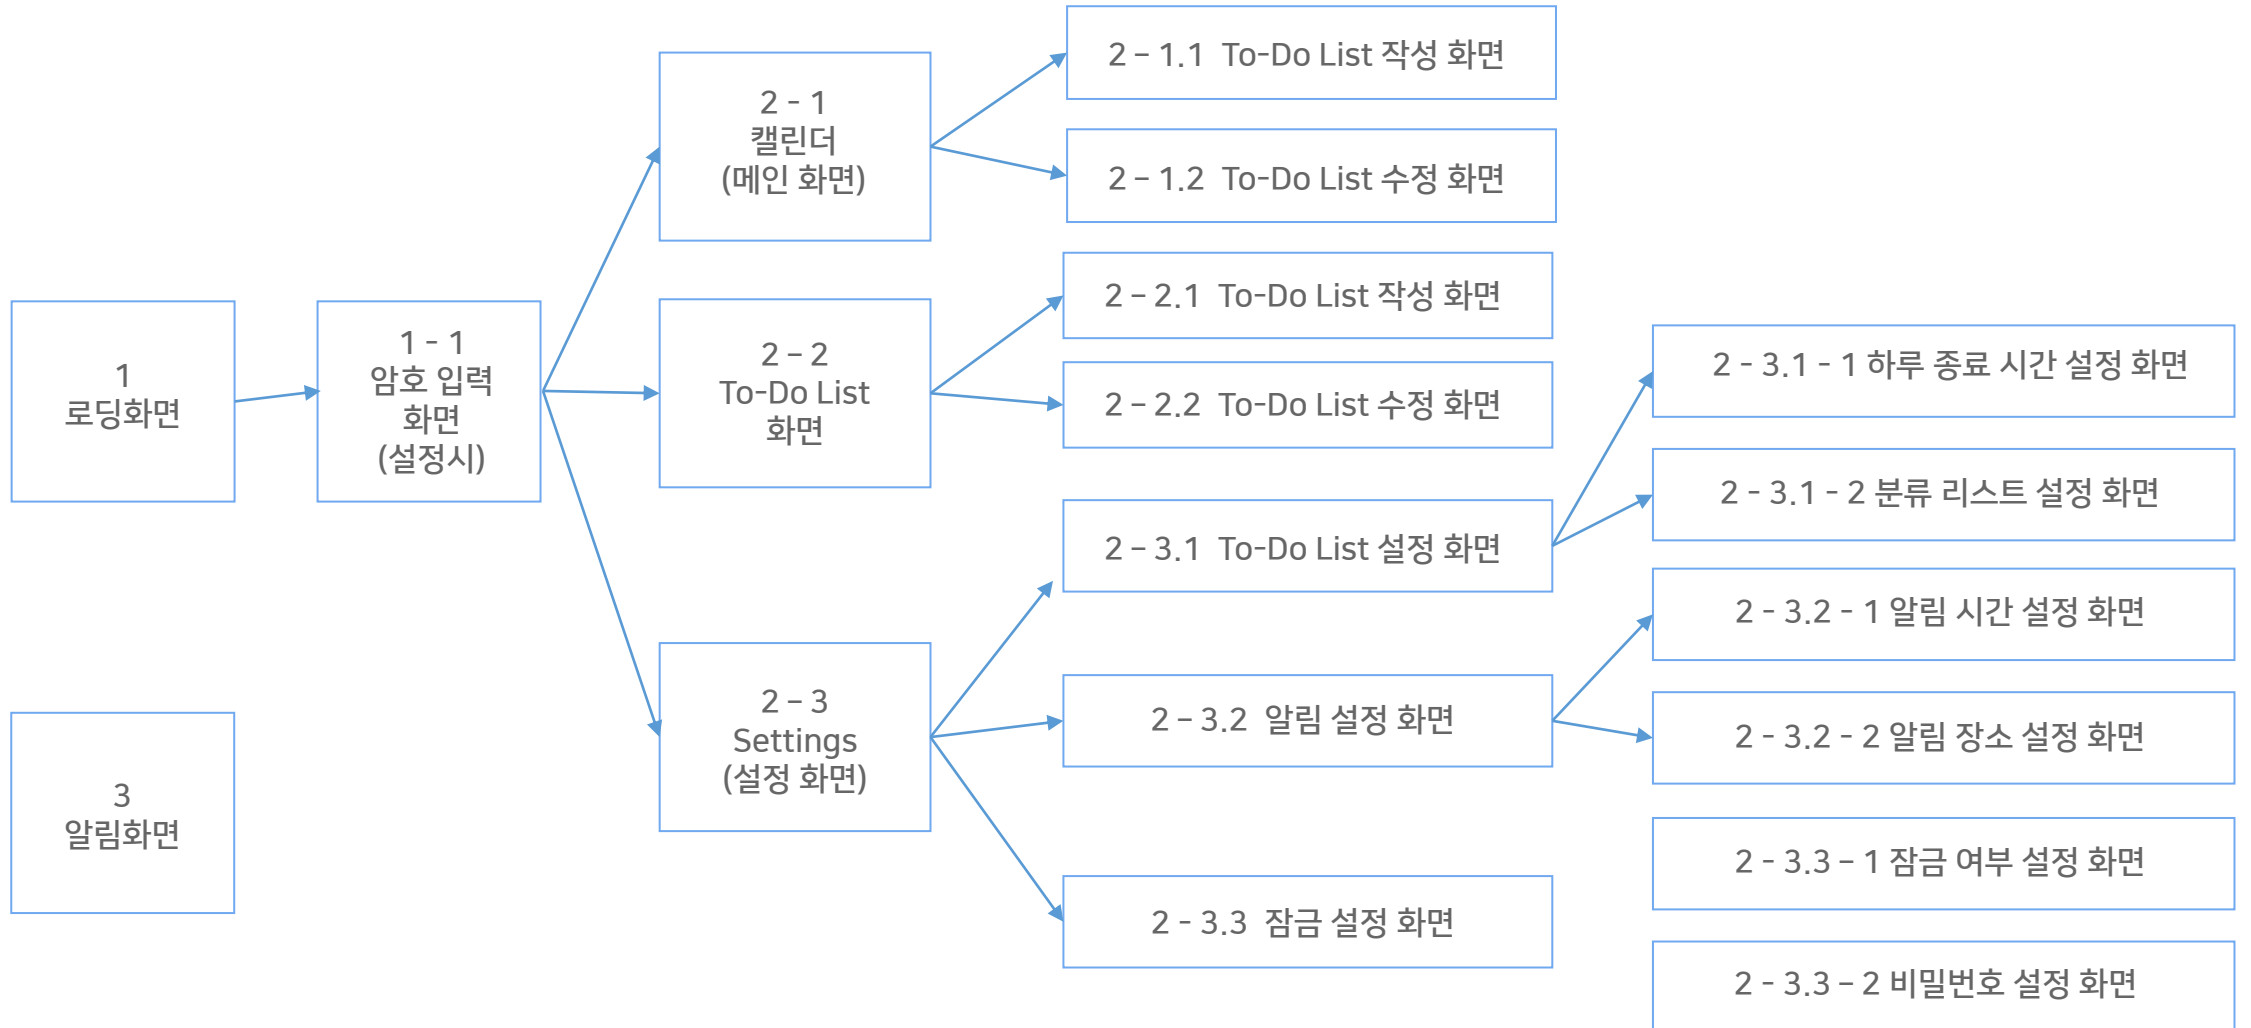 1
로딩화면
1 - 1
암호 입력
화면
(설정시)
2 - 1
캘린더
(메인 화면)
2 – 1.1 To-Do List 작성 화면
2 – 1.2 To-Do List 수정 화면
2 – 2
To-Do List
화면
2 – 2.1 To-Do List 작성 화면
2 – 2.2 To-Do List 수정 화면
2 – 3
Settings
(설정 화면)
2 – 3.1 To-Do List 설정 화면
2 - 3.1 - 1 하루 종료 시간 설정 화면
2 - 3.1 - 2 분류 리스트 설정 화면
2 – 3.2 알림 설정 화면
2 - 3.2 - 1 알림 시간 설정 화면
2 - 3.2 - 2 알림 장소 설정 화면
2 - 3.3 잠금 설정 화면
2 - 3.3 – 1 잠금 여부 설정 화면
2 - 3.3 – 2 비밀번호 설정 화면
3
알림화면